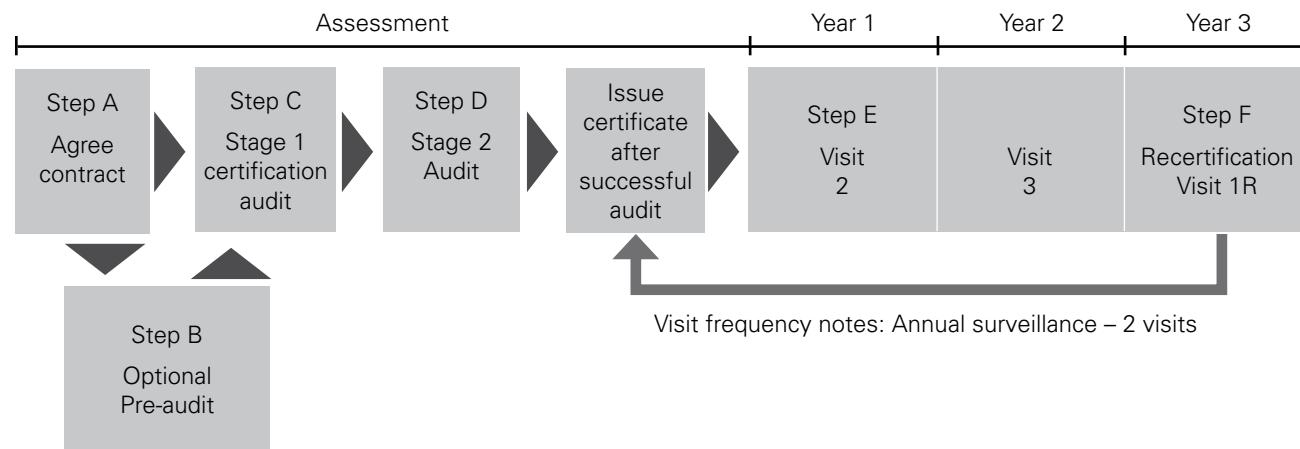 Assessment
Year 1
Year 2
Year 3
Step A
Agree
contract
Step C
Stage 1
certification
audit
Step D
Stage 2
Audit
Issue
certificate
after
successful
audit
Step E
Visit
2
Visit
3
Step F
Recertification
Visit 1R
Step B
Optional
Pre-audit
Visit frequency notes: Annual surveillance – 2 visits